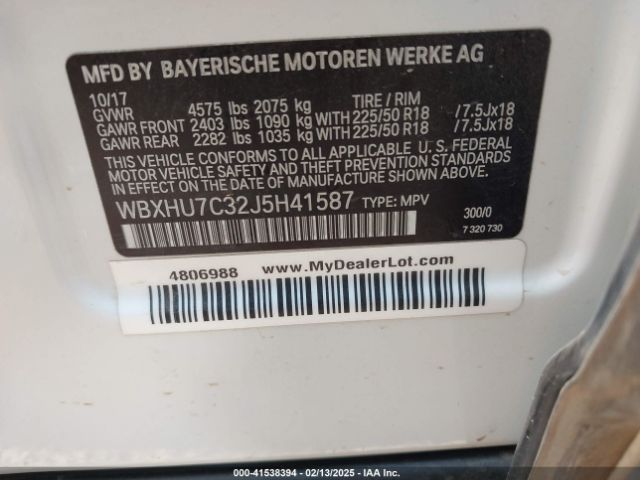 MFD BY BAYERISCHE MOTOREN WERKE AG
10/17
GVWR 4575 lbs 2075 kg TIRE / RIM
GAWR FRONT 2403 lbs 1090 kg WITH 225/50 R18 / 7.5Jx18
GAWR REAR 2282 lbs 1035 kg WITH 225/50 R18 / 7.5Jx18
THIS VEHICLE CONFORMS TO ALL APPLICABLE U. S. FEDERAL
MOTOR VEHICLE SAFETY, BUMPER, AND THEFT PREVENTION STANDARDS
IN EFFECT ON THE DATE OF MANUFACTURE SHOWN ABOVE.
WBXHU7C32J5H41587 TYPE: MPV
300/0
7 320 730
4806988 www.MyDealerLot.com
000-41538394 - 02/13/2025 - IAA Inc.